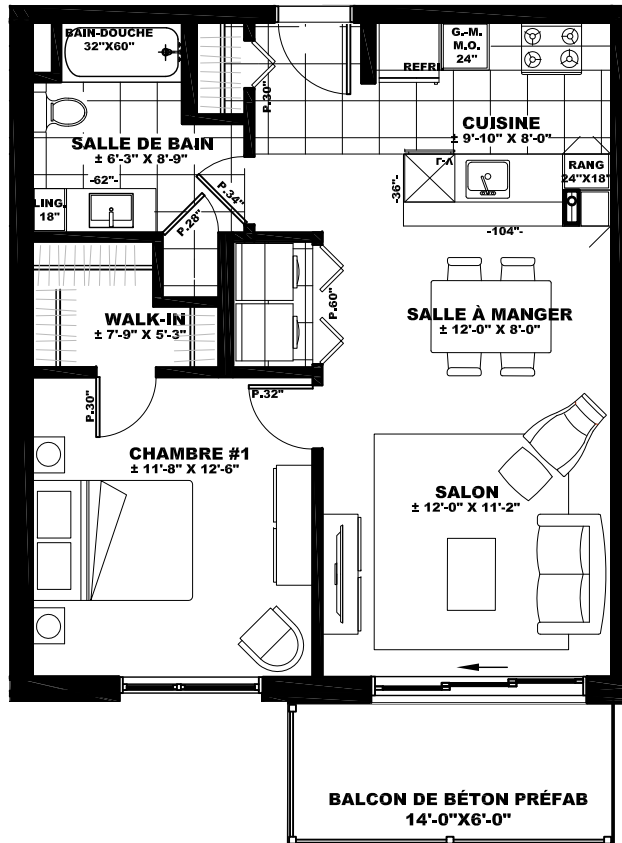 BAIN-DOUCHE
32"X60"
G.-M.
M.O.
24"
REFRI
P.30"
CUISINE
± 9'-10" X 8'-0"
SALLE DE BAIN
± 6'-3" X 8'-9"
-62"-
L-V
RANG
24"X18"
-36"-
P.34"
LING.
18"
P.28"
-104"-
P.60"
WALK-IN
± 7'-9" X 5'-3"
SALLE À MANGER
± 12'-0" X 8'-0"
P.30"
P.32"
CHAMBRE #1
± 11'-8" X 12'-6"
SALON
± 12'-0" X 11'-2"
BALCON DE BÉTON PRÉFAB
14'-0"X6'-0"